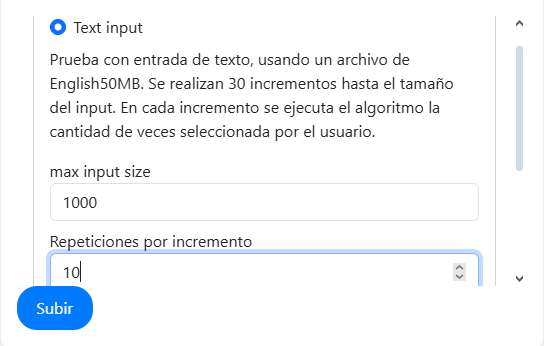 Text input
Prueba con entrada de texto, usando un archivo de
English50MB. Se realizan 30 incrementos hasta el tamaño
del input. En cada incremento se ejecuta el algoritmo la
cantidad de veces seleccionada por el usuario.
max input size
1000
Repeticiones por incremento
10
Subir